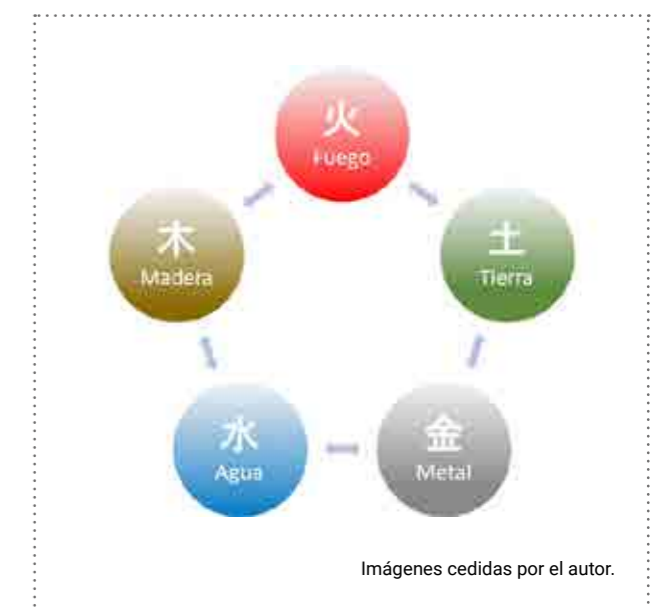 火
Fuego
木
Madera
土
Tierra
水
Agua
金
Metal
Imágenes cedidas por el autor.